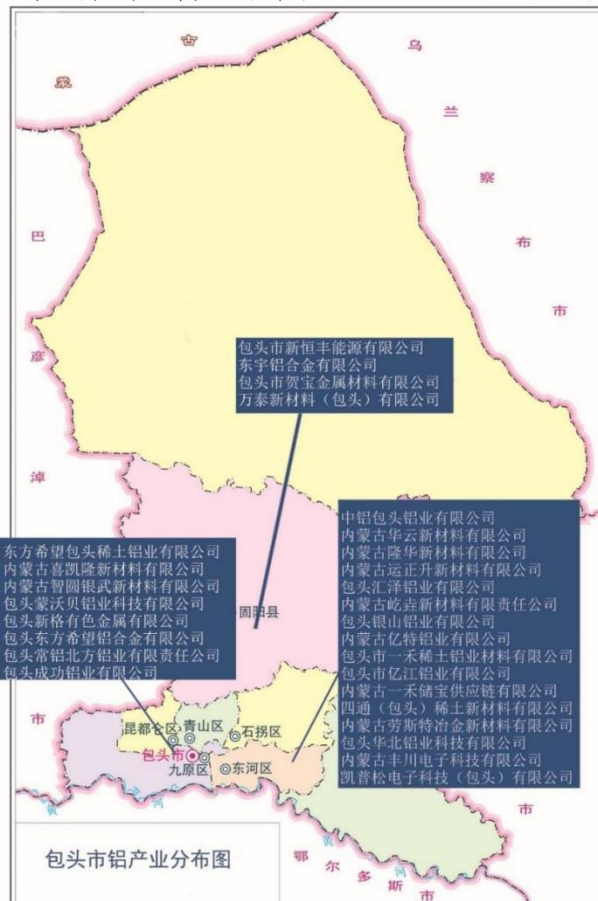 蒙 古
乌兰察布市
巴彦淖
市
包头市新恒丰能源有限公司
东宇铝合金有限公司
包头市贺宝金属材料有限公司
万泰新材料（包头）有限公司
中铝包头铝业有限公司
内蒙古华云新材料有限公司
内蒙古隆华新材料有限公司
内蒙古运正升新材料有限公司
包头汇泽铝业有限公司
内蒙古屹垚新材料有限责任公司
包头银山铝业有限公司
内蒙古亿特铝业有限公司
包头市一禾稀土铝业材料有限公司
包头市亿江铝业有限公司
内蒙古一禾储宝供应链有限公司
四通（包头）稀土新材料有限公司
内蒙古劳斯特冶金新材料有限公司
包头华北铝业科技有限公司
内蒙古丰川电子科技有限公司
凯普松电子科技（包头）有限公司
东方希望包头稀土铝业有限责任公司
内蒙古喜凯隆新材料有限公司
内蒙古智圆银武新材料有限公司
包头蒙沃贝铝业科技有限公司
包头新格有色金属有限公司
包头东方希望铝合金有限公司
包头常铝北方铝业有限责任公司
包头成功铝业有限公司
固阳县
昆都仑区
青山区
石拐区
包头市
九原区
东河区
黄 河
黄 河
鄂尔多斯市
市
包头市铝产业分布图